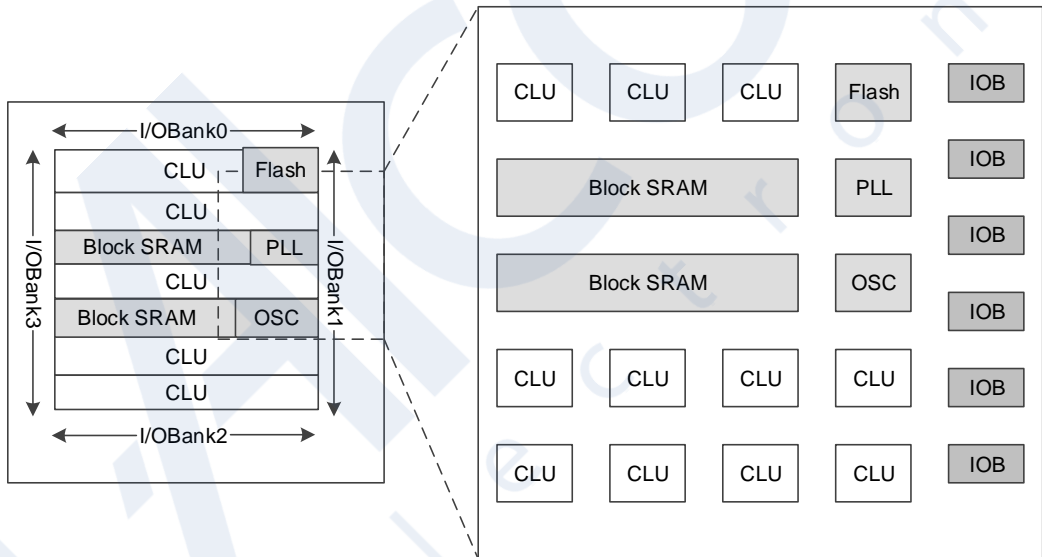 I/OBank0
CLU
Flash
CLU
Block SRAM
PLL
CLU
Block SRAM
OSC
CLU
CLU
I/OBank2
I/OBank3
I/OBank1
CLU CLU CLU Flash IOB
IOB
Block SRAM PLL
IOB
Block SRAM OSC
IOB
CLU CLU CLU CLU IOB
CLU CLU CLU CLU IOB